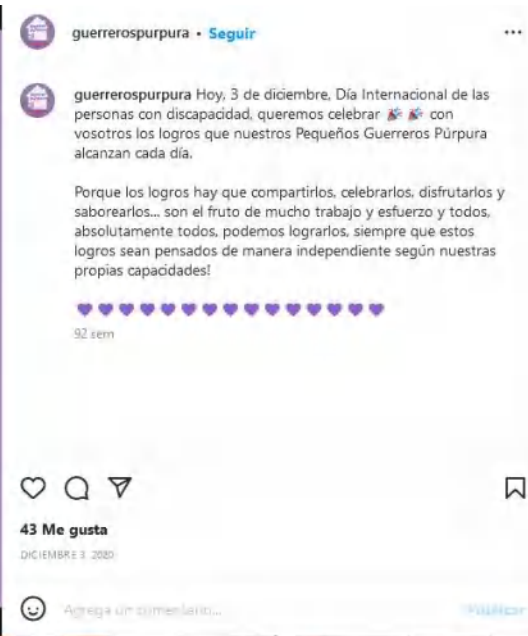 guerrerospurpura • Seguir
guerrerospurpura Hoy, 3 de diciembre, Día Internacional de las
personas con discapacidad, queremos celebrar 🎉 🎉 con
vosotros los logros que nuestros Pequeños Guerreros Púrpura
alcanzan cada día.
Porque los logros hay que compartirlos, celebrarlos, disfrutarlos y
saborearlos... son el fruto de mucho trabajo y esfuerzo y todos,
absolutamente todos, podemos lograrlos, siempre que estos
logros sean pensados de manera independiente según nuestras
propias capacidades!
💜💜💜💜💜💜💜💜💜💜💜💜💜💜💜
92 sem
43 Me gusta
DICIEMBRE 3, 2020
Agrega un comentario...
Publicar